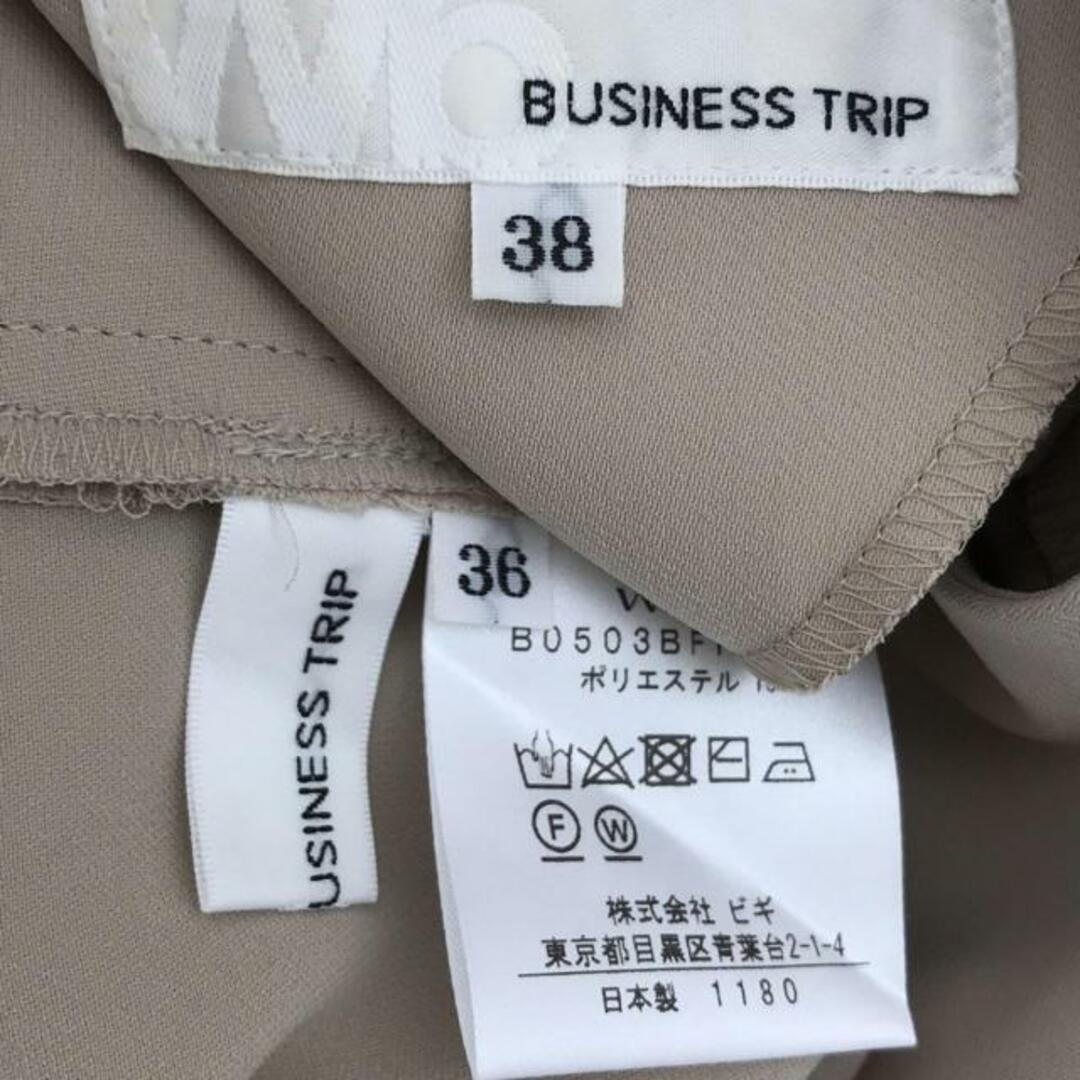 BUSINESS TRIP
38
BUSINESS TRIP
36
B0503BF
ポリエステル
F W
株式会社 ビギ
東京都目黒区青葉台2-1-4
日本製 1180